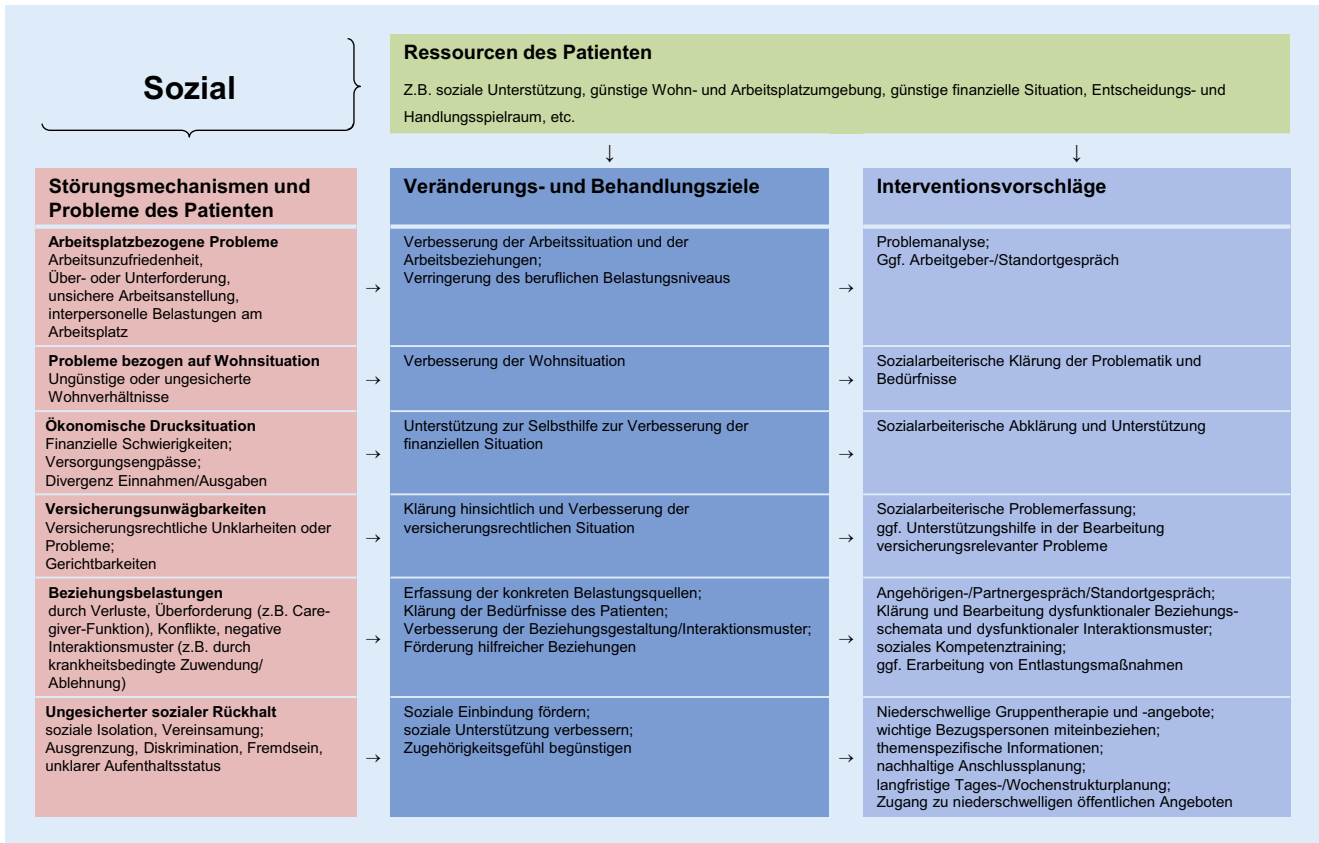 Sozial
Ressourcen des Patienten
Z.B. soziale Unterstützung, günstige Wohn- und Arbeitsplatzumgebung, günstige finanzielle Situation, Entscheidungs- und
Handlungsspielraum, etc.
↓ ↓
Störungsmechanismen und
Probleme des Patienten
Veränderungs- und Behandlungsziele
Interventionsvorschläge
Arbeitsplatzbezogene Probleme
Arbeitsunzufriedenheit,
Über- oder Unterforderung,
unsichere Arbeitsanstellung,
interpersonelle Belastungen am
Arbeitsplatz
→
Verbesserung der Arbeitssituation und der
Arbeitsbeziehungen;
Verringerung des beruflichen Belastungsniveaus
→
Problemanalyse;
Ggf. Arbeitgeber-/Standortgespräch
Probleme bezogen auf Wohnsituation
Ungünstige oder ungesicherte
Wohnverhältnisse
→
Verbesserung der Wohnsituation
→
Sozialarbeiterische Klärung der Problematik und
Bedürfnisse
Ökonomische Drucksituation
Finanzielle Schwierigkeiten;
Versorgungsengpässe;
Divergenz Einnahmen/Ausgaben
→
Unterstützung zur Selbsthilfe zur Verbesserung der
finanziellen Situation
→
Sozialarbeiterische Abklärung und Unterstützung
Versicherungsunwägbarkeiten
Versicherungsrechtliche Unklarheiten oder
Probleme;
Gerichtbarkeiten
→
Klärung hinsichtlich und Verbesserung der
versicherungsrechtlichen Situation
→
Sozialarbeiterische Problemerfassung;
ggf. Unterstützungshilfe in der Bearbeitung
versicherungsrelevanter Probleme
Beziehungsbelastungen
durch Verluste, Überforderung (z.B. Care-
giver-Funktion), Konflikte, negative
Interaktionsmuster (z.B. durch
krankheitsbedingte Zuwendung/
Ablehnung)
→
Erfassung der konkreten Belastungsquellen;
Klärung der Bedürfnisse des Patienten;
Verbesserung der Beziehungsgestaltung/Interaktionsmuster;
Förderung hilfreicher Beziehungen
→
Angehörigen-/Partnergespräch/Standortgespräch;
Klärung und Bearbeitung dysfunktionaler Beziehungs-
schemata und dysfunktionaler Interaktionsmuster;
soziales Kompetenztraining;
ggf. Erarbeitung von Entlastungsmaßnahmen
Ungesicherter sozialer Rückhalt
soziale Isolation, Vereinsamung;
Ausgrenzung, Diskrimination, Fremdsein,
unklarer Aufenthaltsstatus
→
Soziale Einbindung fördern;
soziale Unterstützung verbessern;
Zugehörigkeitsgefühl begünstigen
→
Niederschwellige Gruppentherapie und -angebote;
wichtige Bezugspersonen miteinbeziehen;
themenspezifische Informationen;
nachhaltige Anschlussplanung;
langfristige Tages-/Wochenstrukturplanung;
Zugang zu niederschwelligen öffentlichen Angeboten